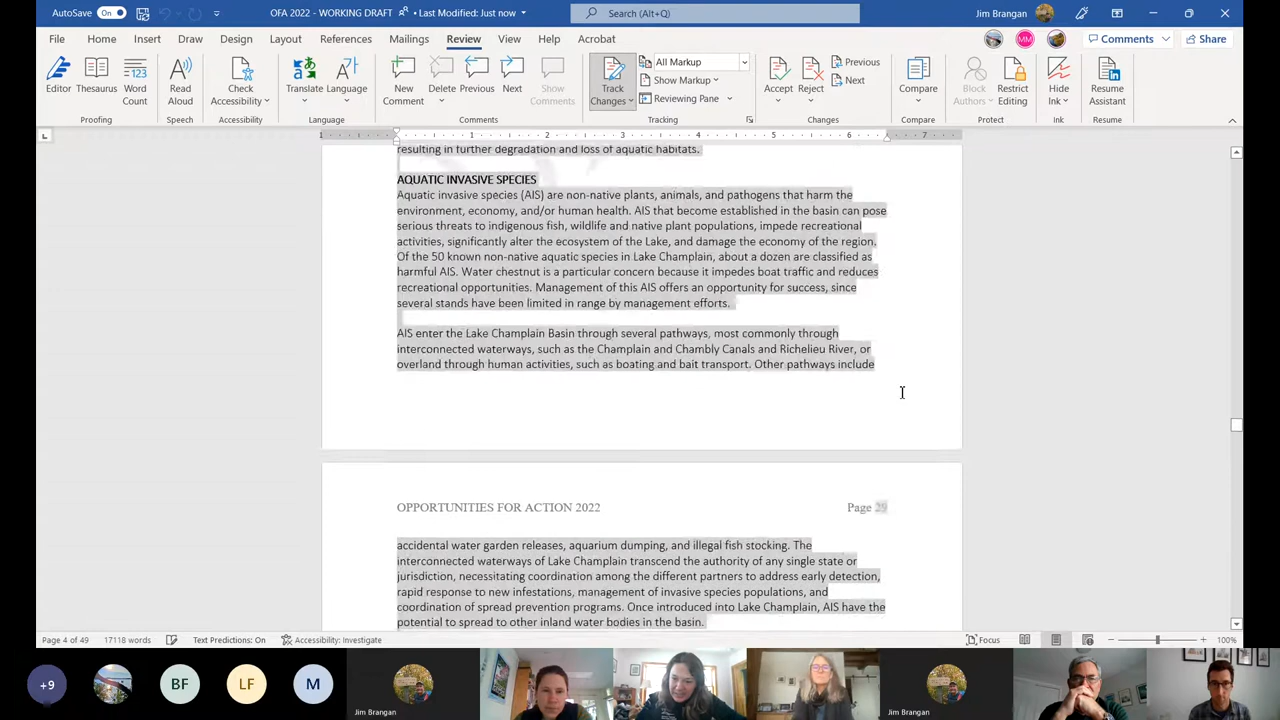 AutoSave On OFA 2022 - WORKING DRAFT • Last Modified: Just now Search (Alt+Q) Jim Brangan
File Home Insert Draw Design Layout References Mailings Review View Help Acrobat MM Comments Share
Editor Thesaurus Word Count Read Aloud Check Accessibility Translate Language New Comment Delete Previous Next Show Comments Track Changes All Markup Show Markup Reviewing Pane Accept Reject Previous Next Compare Block Authors Restrict Editing Hide Ink Resume Assistant
Proofing Speech Accessibility Language Comments Tracking Changes Compare Protect Ink Resume
1 1 2 3 4 5 6 7
resulting in further degradation and loss of aquatic habitats.
AQUATIC INVASIVE SPECIES
Aquatic invasive species (AIS) are non-native plants, animals, and pathogens that harm the
environment, economy, and/or human health. AIS that become established in the basin can pose
serious threats to indigenous fish, wildlife and native plant populations, impede recreational
activities, significantly alter the ecosystem of the Lake, and damage the economy of the region.
Of the 50 known non-native aquatic species in Lake Champlain, about a dozen are classified as
harmful AIS. Water chestnut is a particular concern because it impedes boat traffic and reduces
recreational opportunities. Management of this AIS offers an opportunity for success, since
several stands have been limited in range by management efforts.
AIS enter the Lake Champlain Basin through several pathways, most commonly through
interconnected waterways, such as the Champlain and Chambly Canals and Richelieu River, or
overland through human activities, such as boating and bait transport. Other pathways include
OPPORTUNITIES FOR ACTION 2022 Page 29
accidental water garden releases, aquarium dumping, and illegal fish stocking. The
interconnected waterways of Lake Champlain transcend the authority of any single state or
jurisdiction, necessitating coordination among the different partners to address early detection,
rapid response to new infestations, management of invasive species populations, and
coordination of spread prevention programs. Once introduced into Lake Champlain, AIS have the
potential to spread to other inland water bodies in the basin.
Page 4 of 49 17118 words Text Predictions: On Accessibility: Investigate Focus 100%
+9 BF LF M
Jim Brangan Jim Brangan